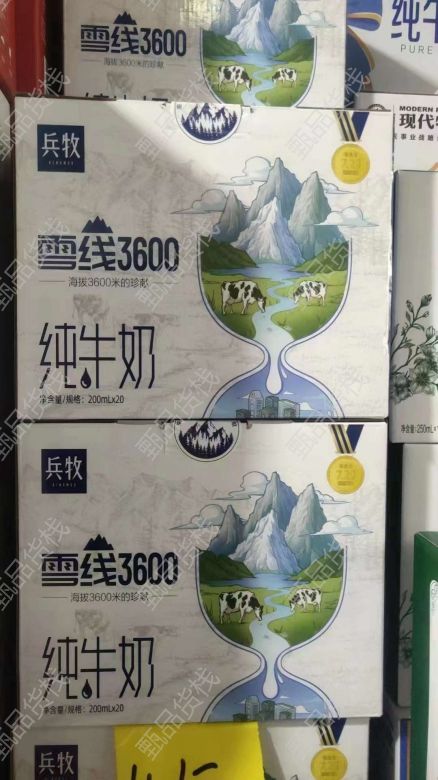 雪线3600
海拔3600米的珍献
纯牛
PURE
MODERN
现代牧
兵牧
雪线3600
海拔3600米的珍献
纯牛奶
净含量/规格：200mLx20
净含量：250mL
兵牧
雪线3600
海拔3600米的珍献
纯牛奶
净含量/规格：200mLx20
兵牧
甄品货栈